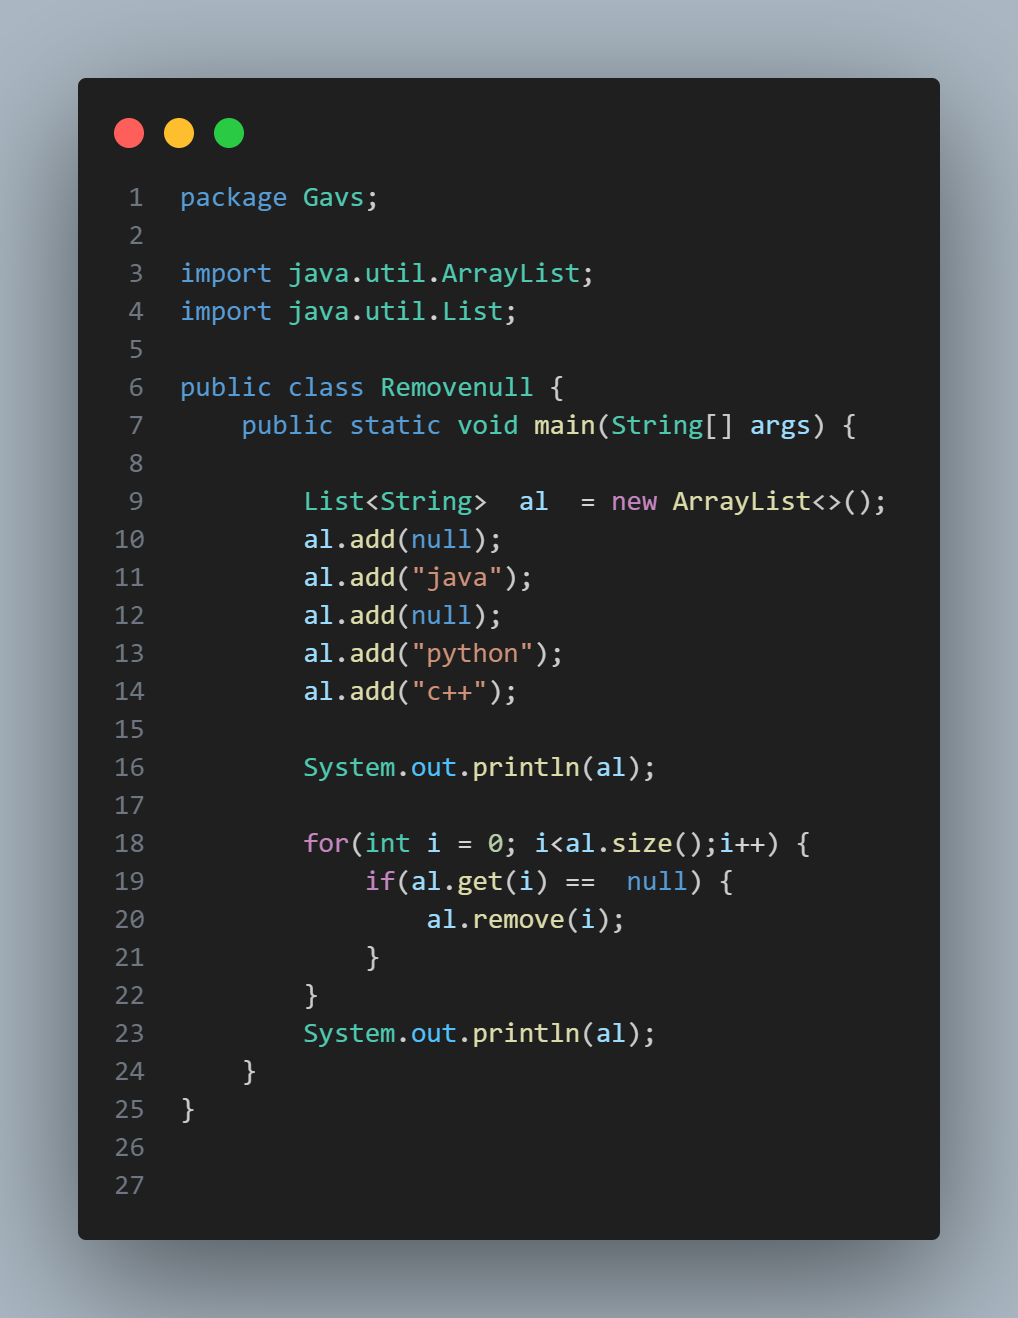 1 package Gavs;
2
3 import java.util.ArrayList;
4 import java.util.List;
5
6 public class Removenull {
7     public static void main(String[] args) {
8
9         List<String>  al  = new ArrayList<>();
10         al.add(null);
11         al.add("java");
12         al.add(null);
13         al.add("python");
14         al.add("c++");
15
16         System.out.println(al);
17
18         for(int i = 0; i<al.size();i++) {
19             if(al.get(i) ==  null) {
20                 al.remove(i);
21             }
22         }
23         System.out.println(al);
24     }
25 }
26
27